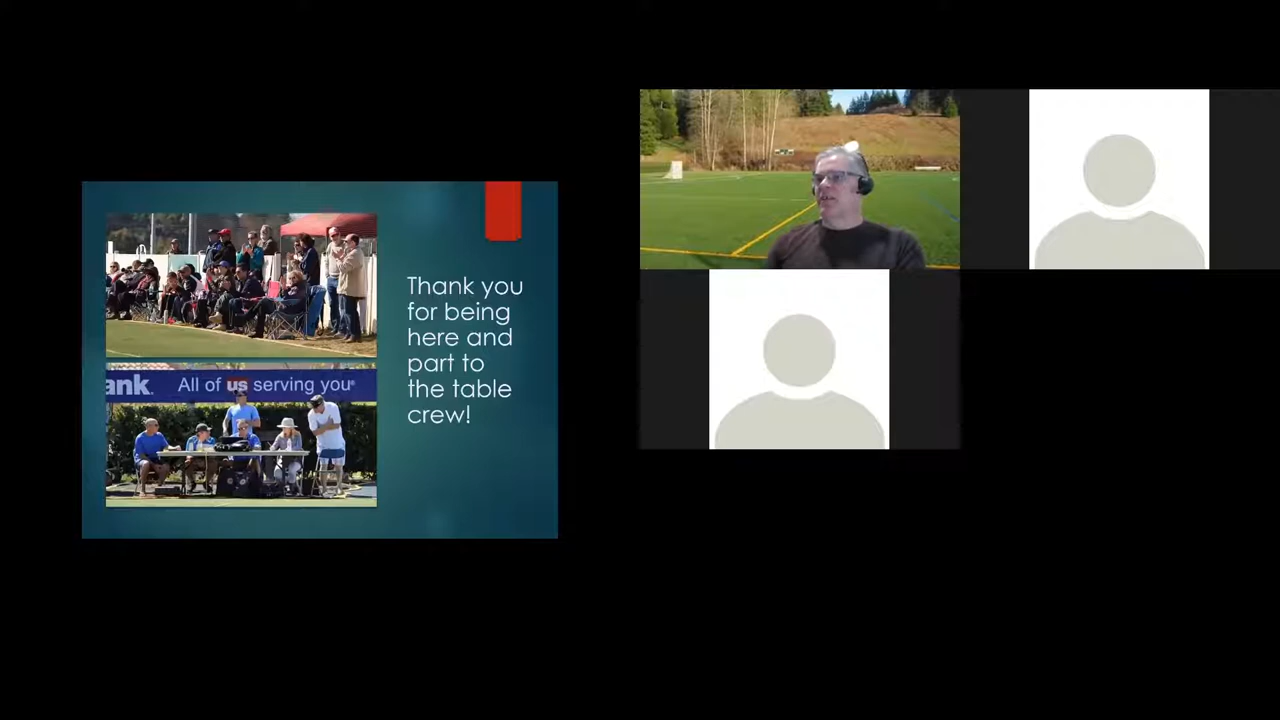 Thank you
for being
here and
part to
the table
crew!
ank. All of us serving you®